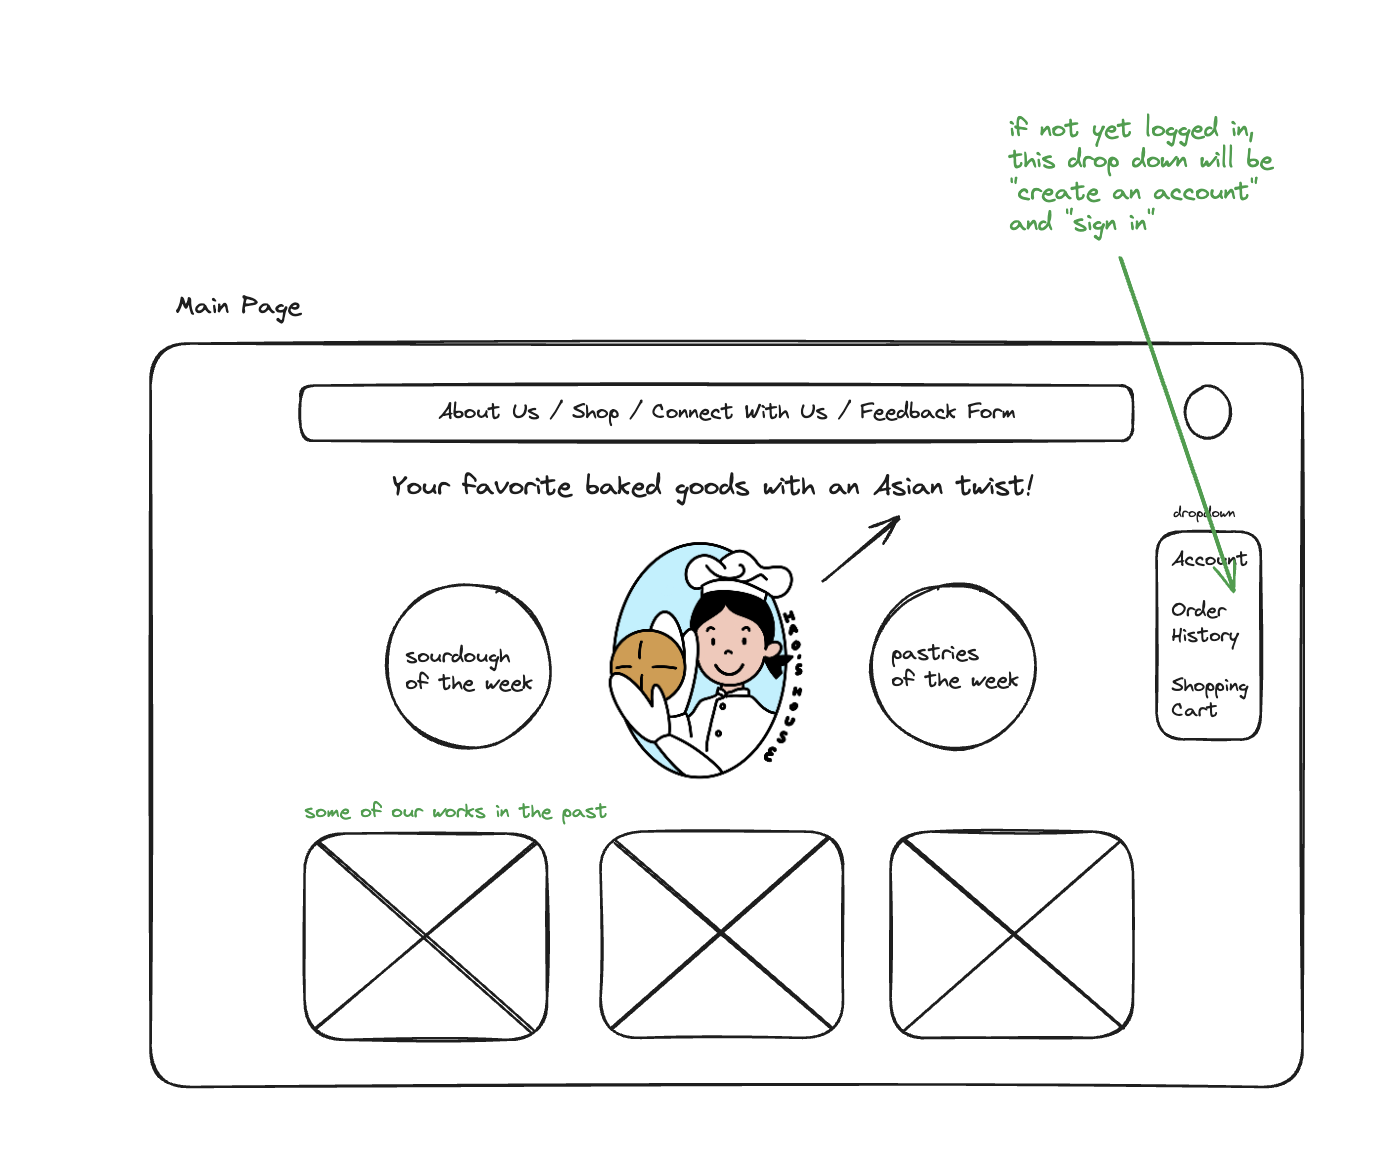 if not yet logged in,
this drop down will be
"create an account"
and "sign in"
Main Page
About Us / Shop / Connect With Us / Feedback Form
Your favorite baked goods with an Asian twist!
dropdown
Account
Order
History
Shopping
Cart
sourdough
of the week
HAO'S HOUSE
pastries
of the week
some of our works in the past